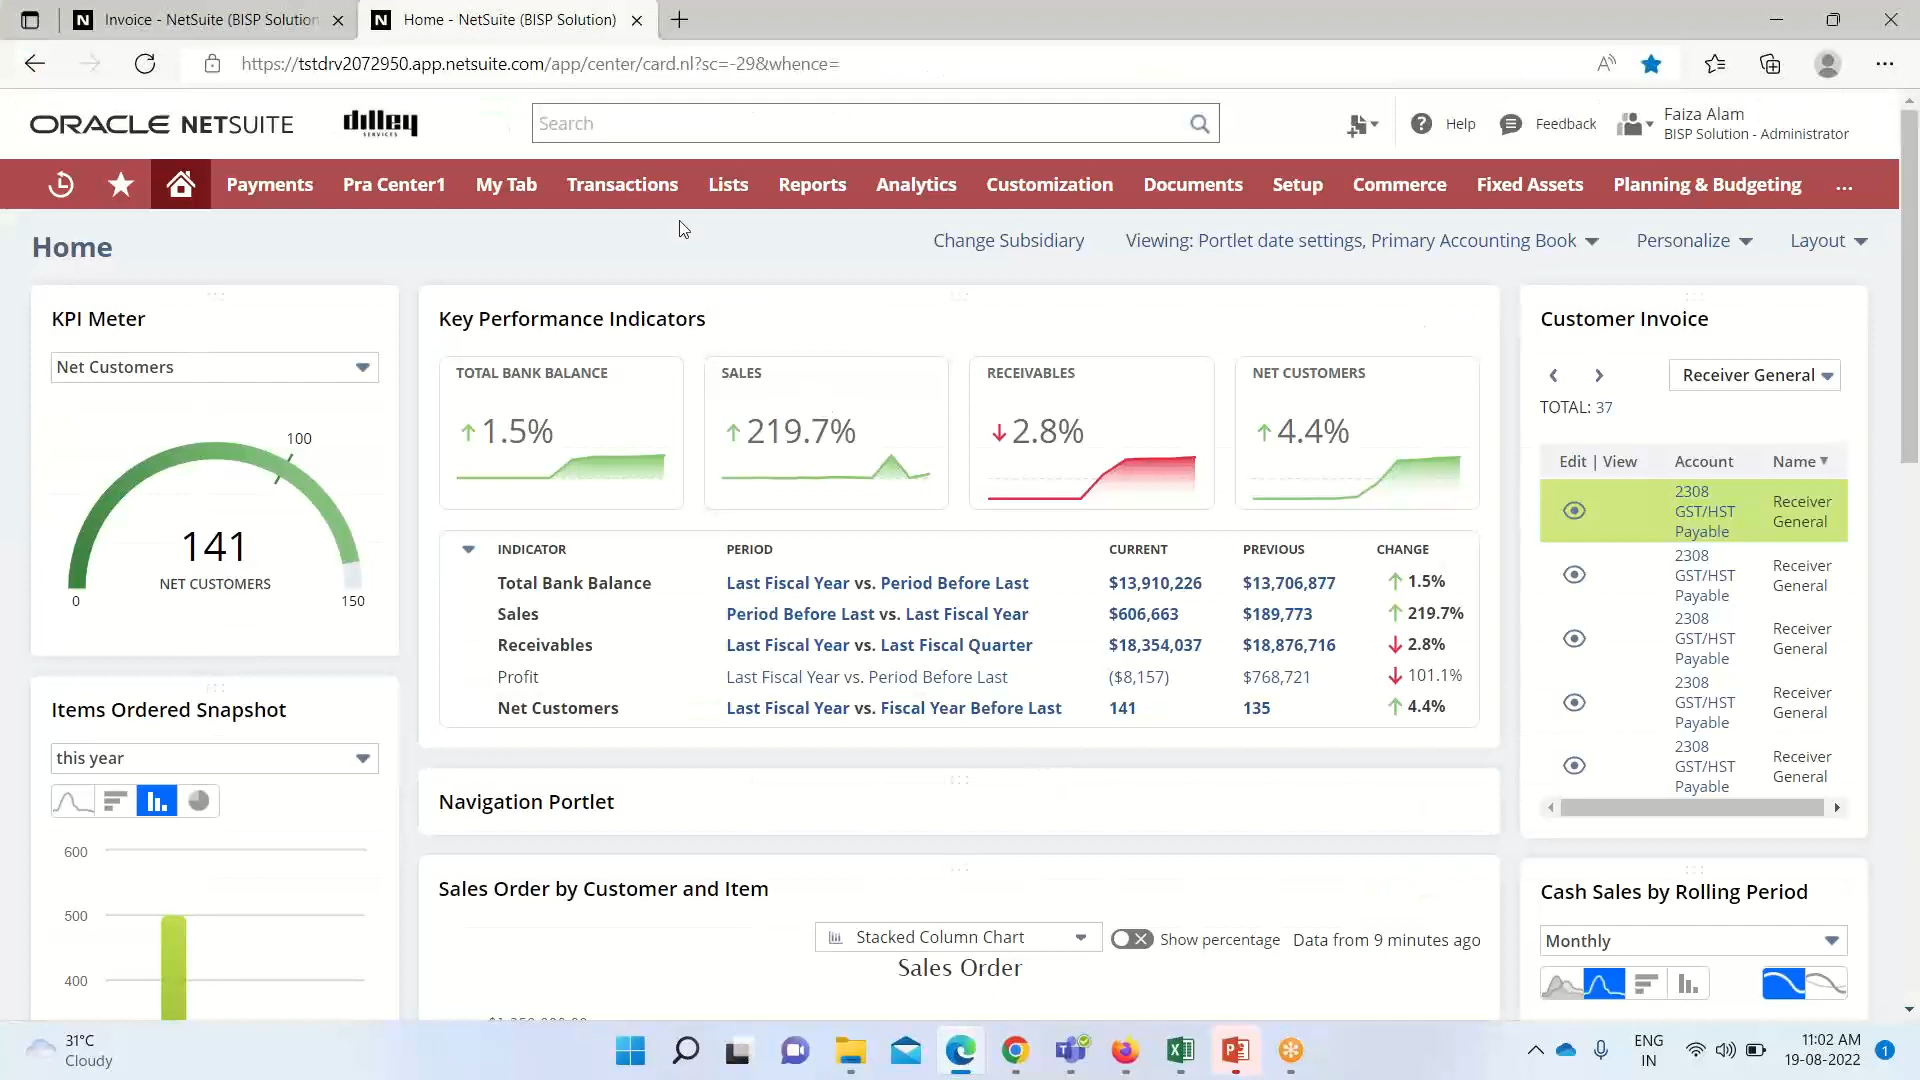 Invoice - NetSuite (BISP Solution
Home - NetSuite (BISP Solution)
https://tstdrv2072950.app.netsuite.com/app/center/card.nl?sc=-29&whence=
ORACLE NETSUITE
dilley
SERVICES
Search
Help
Feedback
Faiza Alam
BISP Solution - Administrator
Payments
Pra Center1
My Tab
Transactions
Lists
Reports
Analytics
Customization
Documents
Setup
Commerce
Fixed Assets
Planning & Budgeting
...
Home
Change Subsidiary
Viewing: Portlet date settings, Primary Accounting Book
Personalize
Layout
KPI Meter
Net Customers
100
141
NET CUSTOMERS
0
150
Items Ordered Snapshot
this year
600
500
400
Key Performance Indicators
TOTAL BANK BALANCE
1.5%
SALES
219.7%
RECEIVABLES
2.8%
NET CUSTOMERS
4.4%
INDICATOR PERIOD CURRENT PREVIOUS CHANGE
Total Bank Balance Last Fiscal Year vs. Period Before Last $13,910,226 $13,706,877 1.5%
Sales Period Before Last vs. Last Fiscal Year $606,663 $189,773 219.7%
Receivables Last Fiscal Year vs. Last Fiscal Quarter $18,354,037 $18,876,716 2.8%
Profit Last Fiscal Year vs. Period Before Last ($8,157) $768,721 101.1%
Net Customers Last Fiscal Year vs. Fiscal Year Before Last 141 135 4.4%
Navigation Portlet
Sales Order by Customer and Item
Stacked Column Chart
Show percentage
Data from 9 minutes ago
Sales Order
Customer Invoice
Receiver General
TOTAL: 37
Edit | View Account Name
2308
GST/HST
Payable
Receiver
General
2308
GST/HST
Payable
Receiver
General
2308
GST/HST
Payable
Receiver
General
2308
GST/HST
Payable
Receiver
General
2308
GST/HST
Payable
Receiver
General
Cash Sales by Rolling Period
Monthly
31°C
Cloudy
ENG
IN
11:02 AM
19-08-2022
1